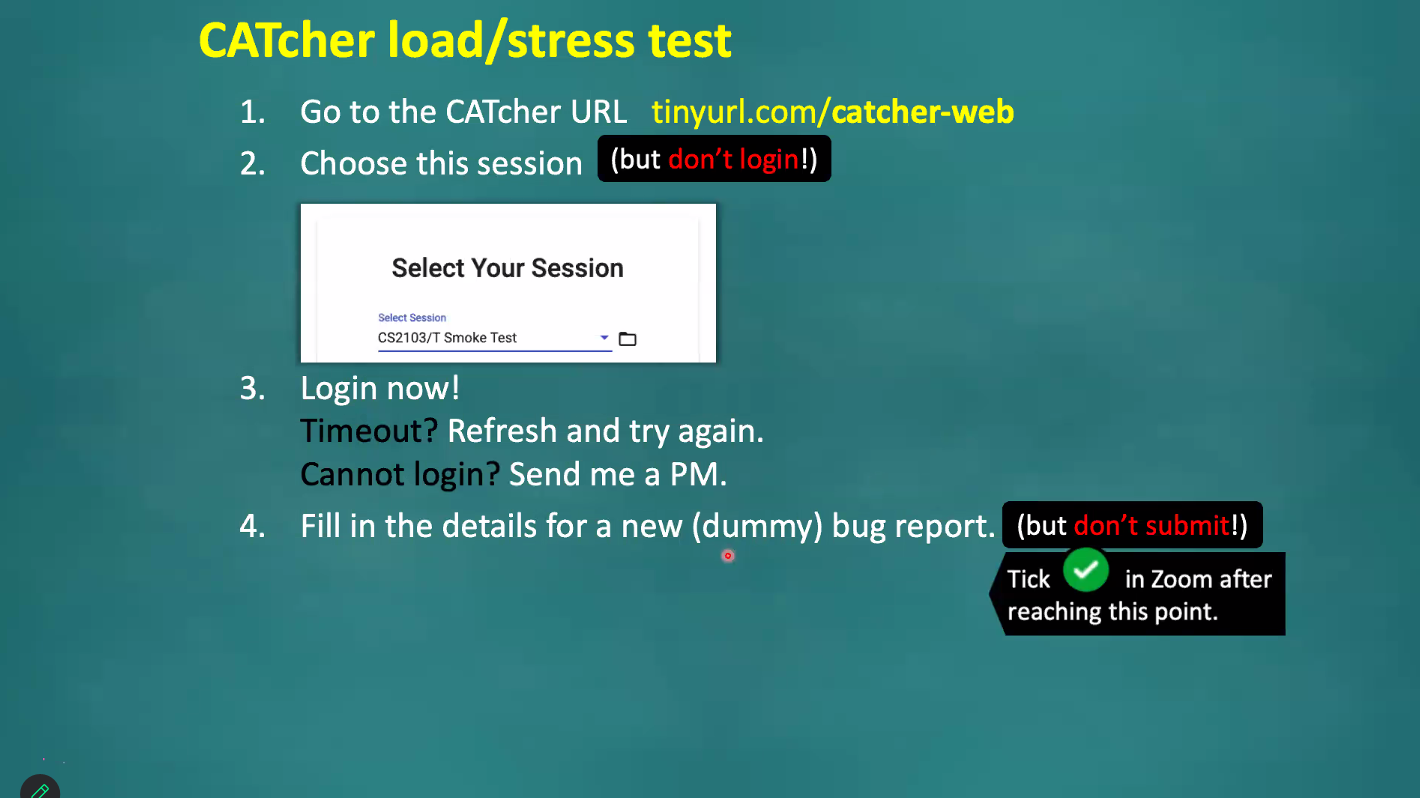 CATcher load/stress test
1. Go to the CATcher URL tinyurl.com/catcher-web
2. Choose this session (but don't login!)
Select Your Session
Select Session
CS2103/T Smoke Test
3. Login now!
Timeout? Refresh and try again.
Cannot login? Send me a PM.
4. Fill in the details for a new (dummy) bug report. (but don't submit!)
Tick in Zoom after
reaching this point.